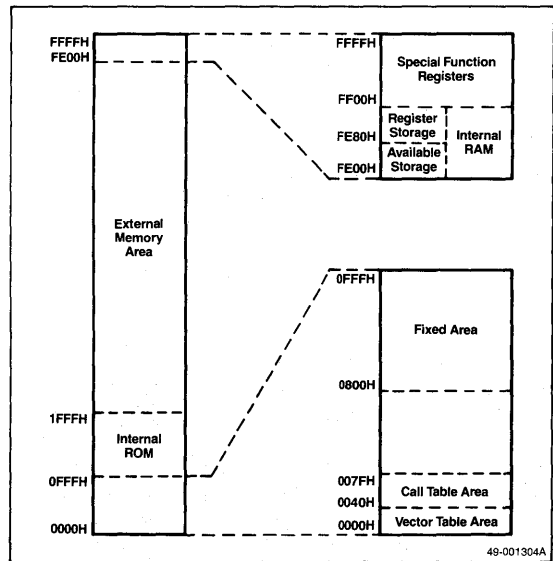 FFFFH
FE00H
External
Memory
Area
1FFFH
Internal
ROM
0FFFH
0000H
FFFFH
Special Function
Registers
FF00H
Register
Storage
Internal
RAM
FE80H
Available
Storage
FE00H
0FFFH
Fixed Area
0800H
007FH
Call Table Area
0040H
Vector Table Area
0000H
49-001304A